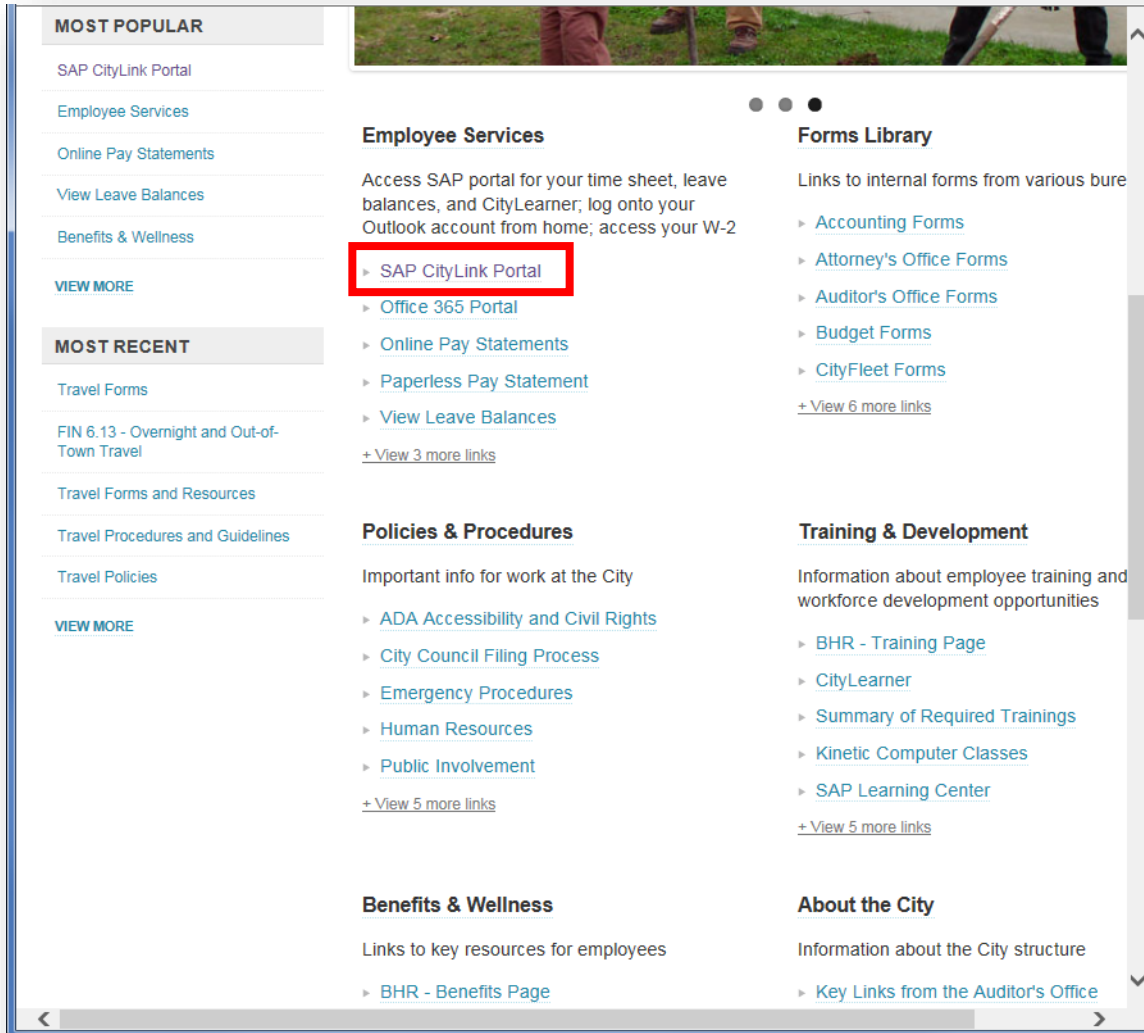 MOST POPULAR
SAP CityLink Portal
Employee Services
Online Pay Statements
View Leave Balances
Benefits & Wellness
VIEW MORE
MOST RECENT
Travel Forms
FIN 6.13 - Overnight and Out-of-
Town Travel
Travel Forms and Resources
Travel Procedures and Guidelines
Travel Policies
VIEW MORE
Employee Services
Access SAP portal for your time sheet, leave
balances, and CityLearner; log onto your
Outlook account from home; access your W-2
SAP CityLink Portal
Office 365 Portal
Online Pay Statements
Paperless Pay Statement
View Leave Balances
+ View 3 more links
Forms Library
Links to internal forms from various bure
Accounting Forms
Attorney's Office Forms
Auditor's Office Forms
Budget Forms
CityFleet Forms
+ View 6 more links
Policies & Procedures
Important info for work at the City
ADA Accessibility and Civil Rights
City Council Filing Process
Emergency Procedures
Human Resources
Public Involvement
+ View 5 more links
Training & Development
Information about employee training and
workforce development opportunities
BHR - Training Page
CityLearner
Summary of Required Trainings
Kinetic Computer Classes
SAP Learning Center
+ View 5 more links
Benefits & Wellness
Links to key resources for employees
BHR - Benefits Page
About the City
Information about the City structure
Key Links from the Auditor's Office